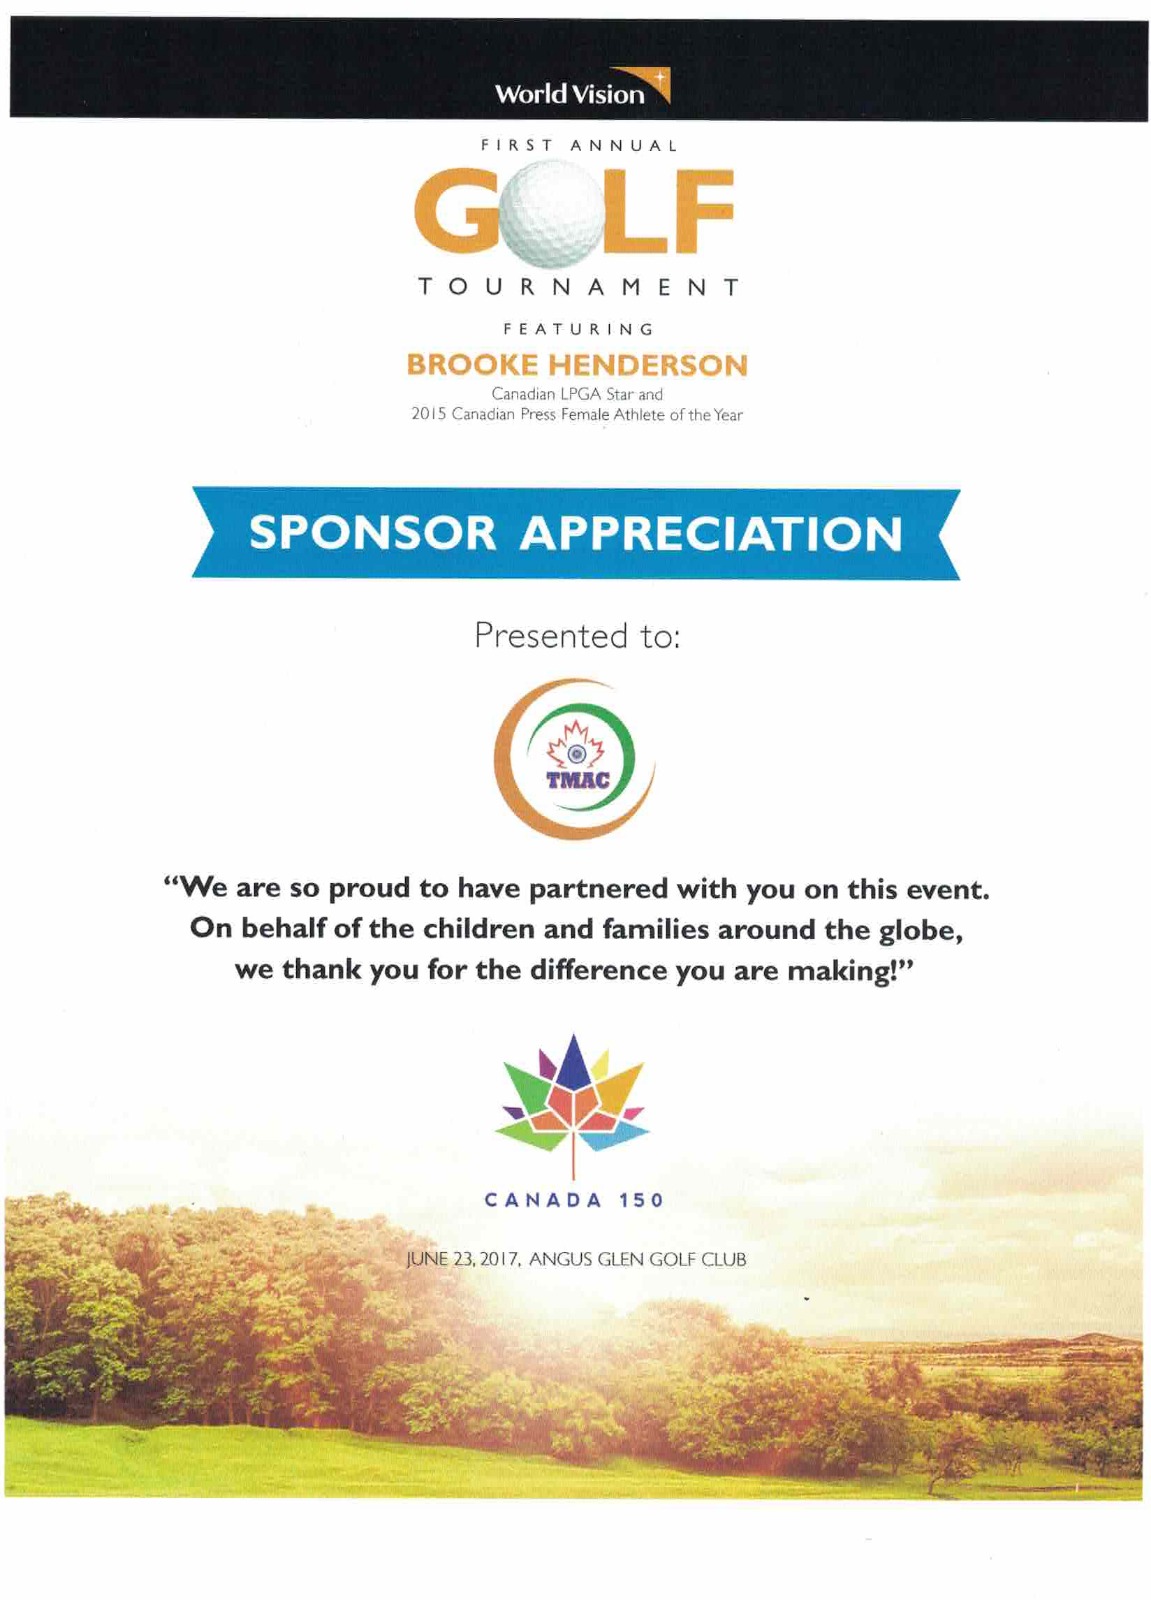 World Vision
FIRST ANNUAL
GOLF
TOURNAMENT
FEATURING
BROOKE HENDERSON
Canadian LPGA Star and
2015 Canadian Press Female Athlete of the Year
SPONSOR APPRECIATION
Presented to:
TMAC
“We are so proud to have partnered with you on this event.
On behalf of the children and families around the globe,
we thank you for the difference you are making!”
CANADA 150
JUNE 23, 2017, ANGUS GLEN GOLF CLUB